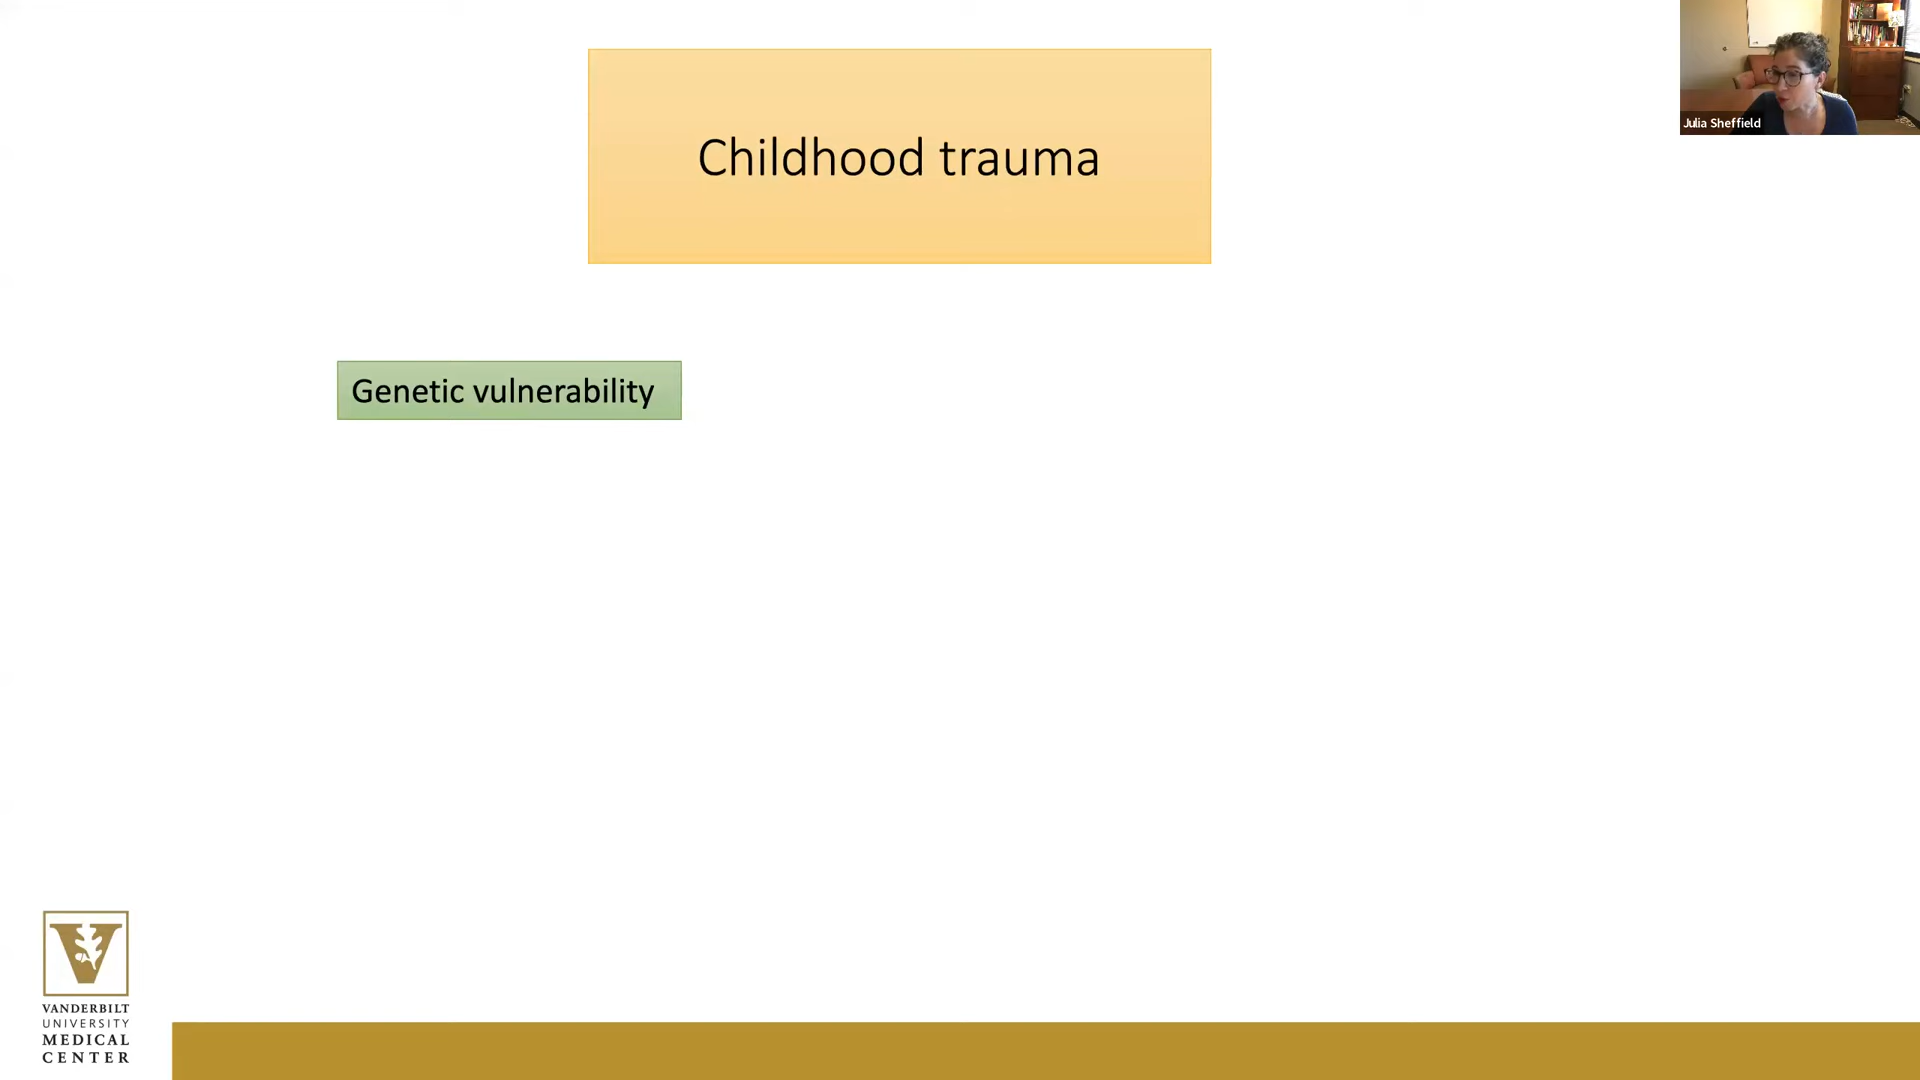 Childhood trauma
Julia Sheffield
Genetic vulnerability
V
VANDERBILT
UNIVERSITY
MEDICAL
CENTER